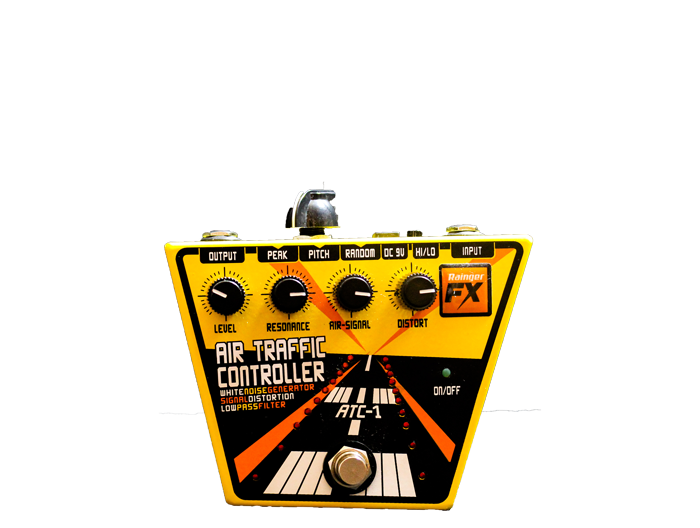 OUTPUT PEAK PITCH RANDOM DC 9V HI/LO INPUT
Rainger
FX
LEVEL RESONANCE AIR-SIGNAL DISTORT
AIR TRAFFIC
CONTROLLER
WHITENOISEGENERATOR
SIGNALDISTORTION
LOWPASSFILTER
ON/OFF
ATC-1